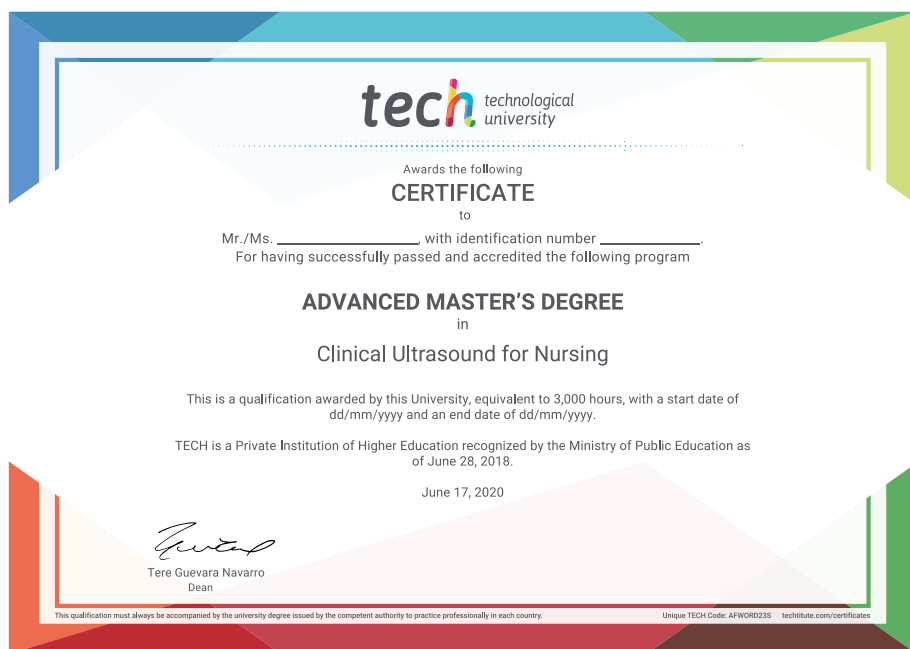 tech technological
university
Awards the following
CERTIFICATE
to
Mr./Ms. ________________, with identification number ____________.
For having successfully passed and accredited the following program
ADVANCED MASTER'S DEGREE
in
Clinical Ultrasound for Nursing
This is a qualification awarded by this University, equivalent to 3,000 hours, with a start date of
dd/mm/yyyy and an end date of dd/mm/yyyy.
TECH is a Private Institution of Higher Education recognized by the Ministry of Public Education as
of June 28, 2018.
June 17, 2020
Tere Guevara Navarro
Dean
This qualification must always be accompanied by the university degree issued by the competent authority to practice professionally in each country.
Unique TECH Code: AFWORD23S techtitute.com/certificates